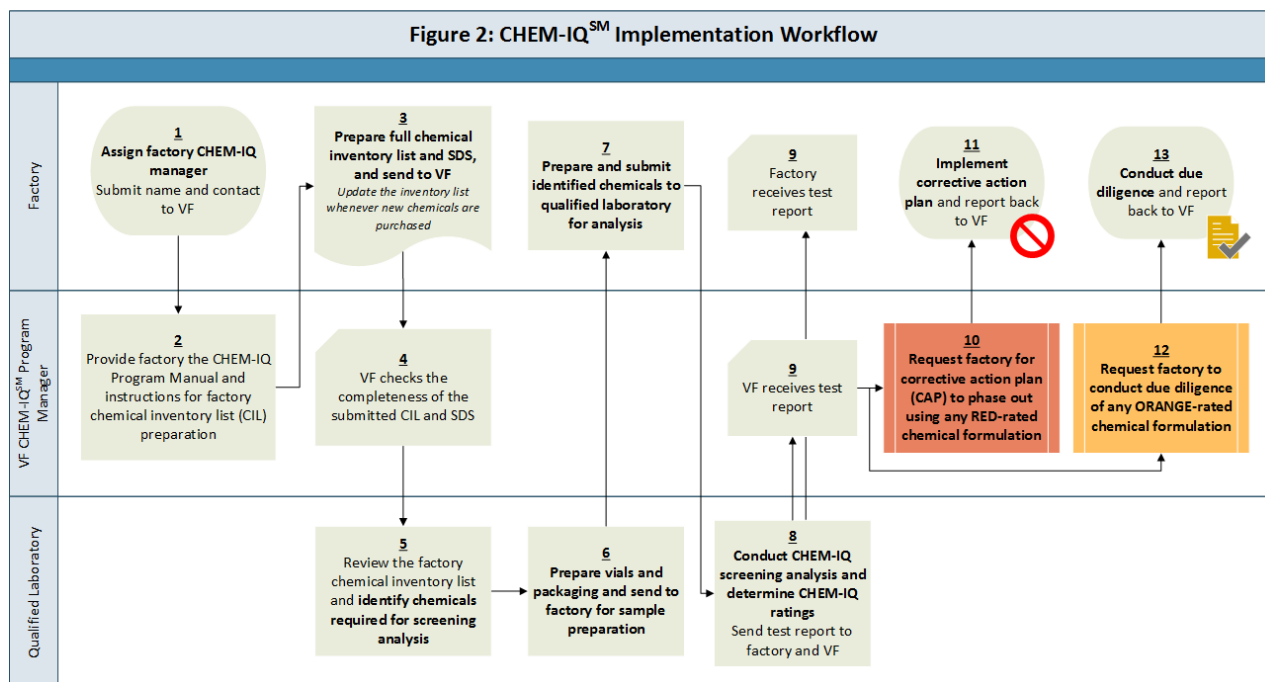 Figure 2: CHEM-IQSM Implementation Workflow
Factory
1
Assign factory CHEM-IQ
manager
Submit name and contact
to VF
3
Prepare full chemical
inventory list and SDS,
and send to VF
Update the inventory list
whenever new chemicals are
purchased
7
Prepare and submit
identified chemicals to
qualified laboratory
for analysis
9
Factory
receives test
report
11
Implement
corrective action
plan and report back
to VF
13
Conduct due
diligence and report
back to VF
VF CHEM-IQSM Program
Manager
2
Provide factory the CHEM-IQ
Program Manual and
instructions for factory
chemical inventory list (CIL)
preparation
4
VF checks the
completeness of the
submitted CIL and SDS
9
VF receives test
report
10
Request factory for
corrective action plan
(CAP) to phase out
using any RED-rated
chemical formulation
12
Request factory to
conduct due diligence
of any ORANGE-rated
chemical formulation
Qualified Laboratory
5
Review the factory
chemical inventory list
and identify chemicals
required for screening
analysis
6
Prepare vials and
packaging and send to
factory for sample
preparation
8
Conduct CHEM-IQ
screening analysis and
determine CHEM-IQ
ratings
Send test report to
factory and VF